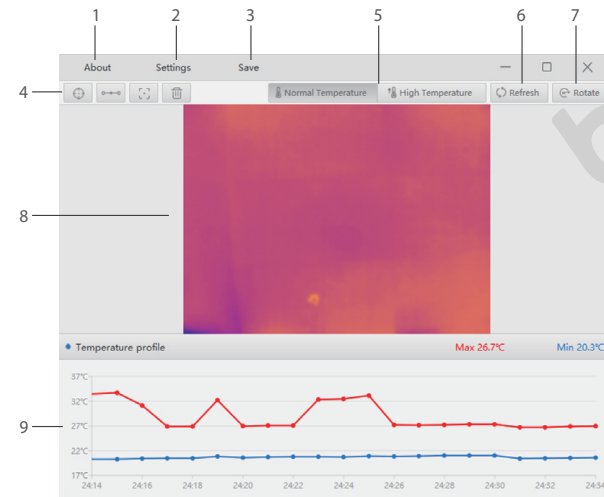 1 2 3 5 6 7
About Settings Save
4 Normal Temperature High Temperature Refresh Rotate
8
Temperature profile Max 26.7℃ Min 20.3℃
37℃
32℃
9 27℃
22℃
17℃
24:14 24:16 24:18 24:20 24:22 24:24 24:26 24:28 24:30 24:32 24:34